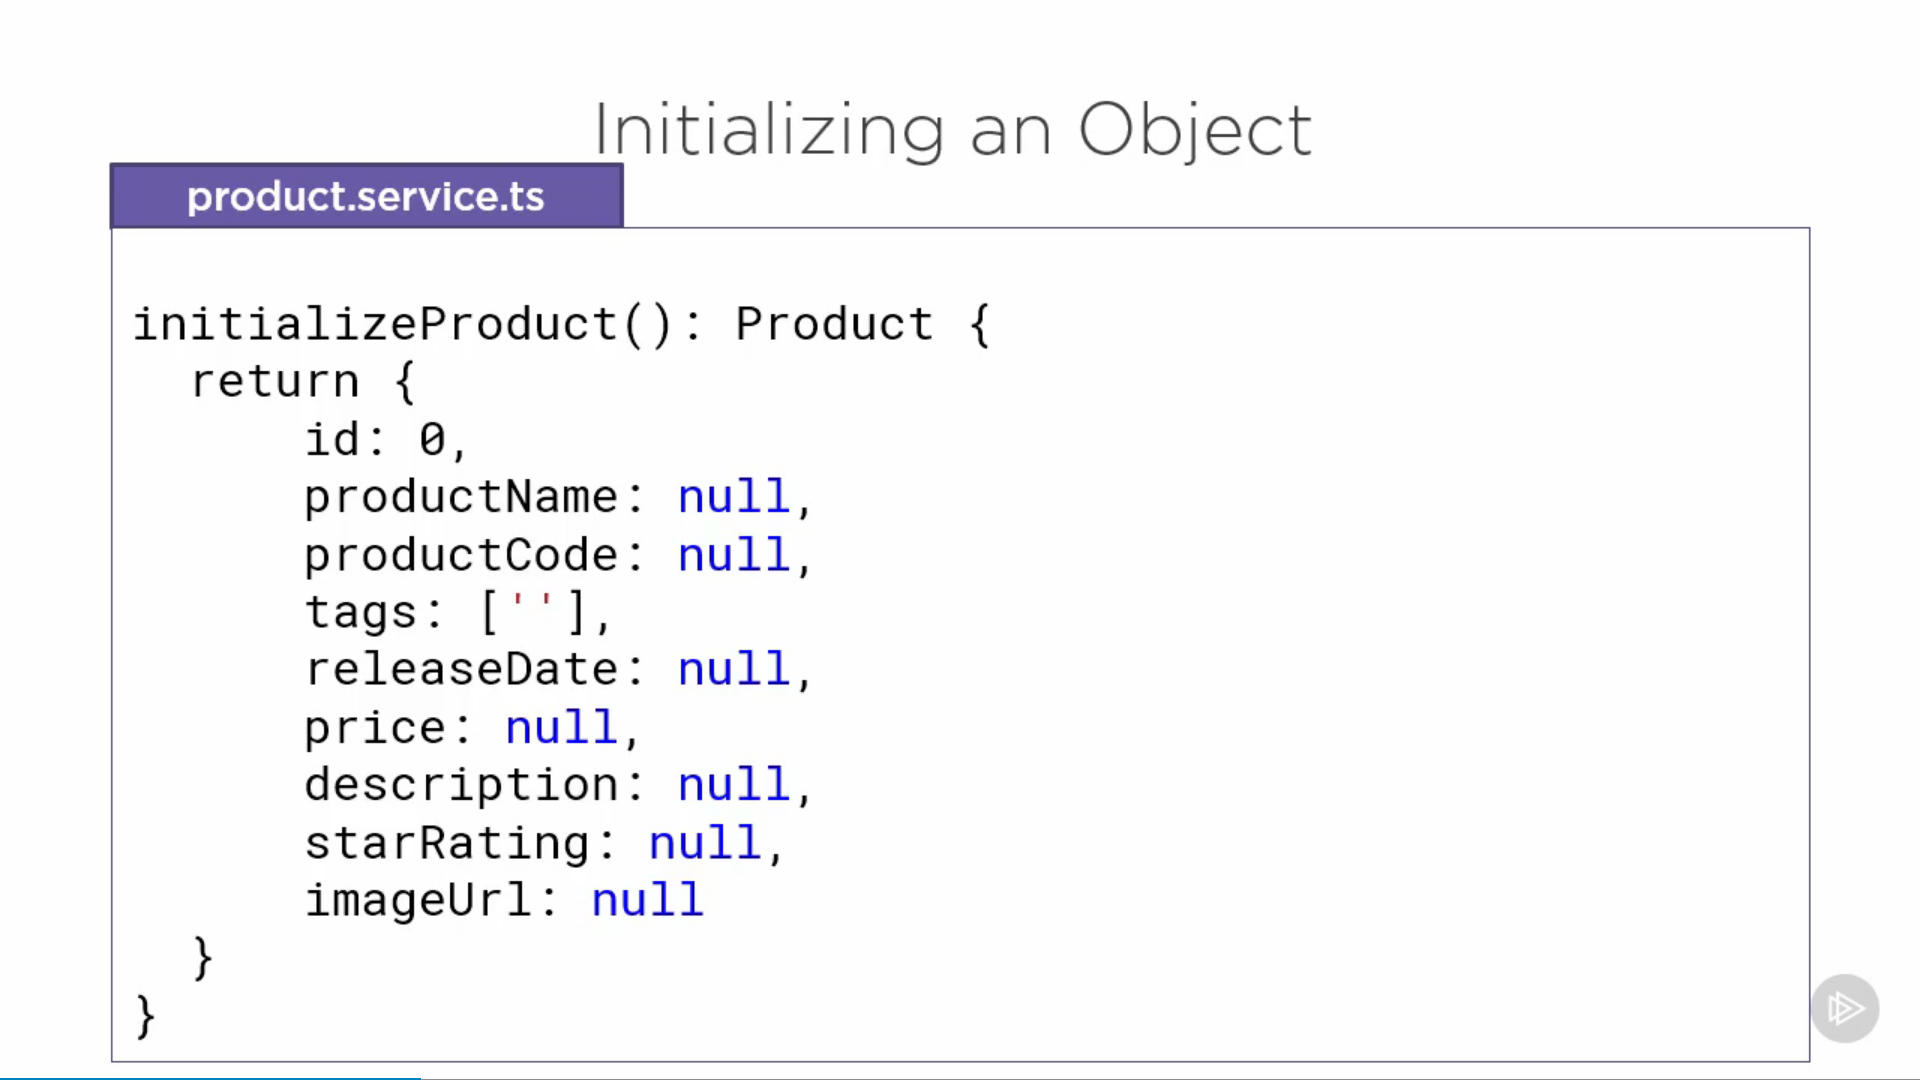 Initializing an Object
product.service.ts
initializeProduct(): Product {
  return {
      id: 0,
      productName: null,
      productCode: null,
      tags: [''],
      releaseDate: null,
      price: null,
      description: null,
      starRating: null,
      imageUrl: null
  }
}